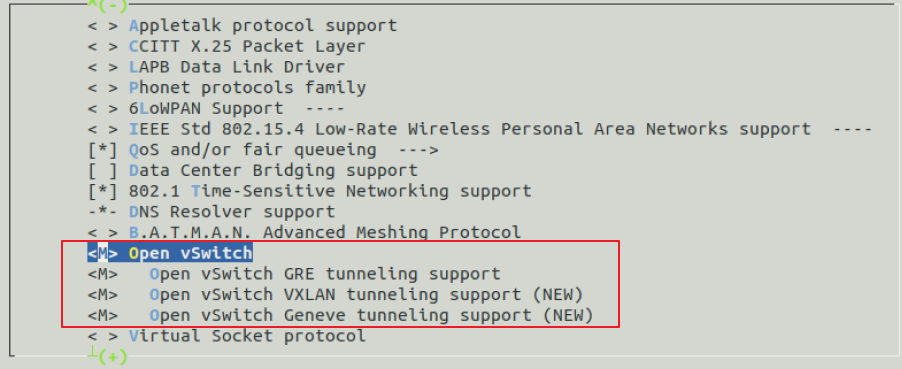 ^(-)
< > Appletalk protocol support
< > CCITT X.25 Packet Layer
< > LAPB Data Link Driver
< > Phonet protocols family
< > 6LoWPAN Support  ----
< > IEEE Std 802.15.4 Low-Rate Wireless Personal Area Networks support  ----
[*] QoS and/or fair queueing  --->
[ ] Data Center Bridging support
[*] 802.1 Time-Sensitive Networking support
-*- DNS Resolver support
< > B.A.T.M.A.N. Advanced Meshing Protocol
<M> Open vSwitch
<M>   Open vSwitch GRE tunneling support
<M>   Open vSwitch VXLAN tunneling support (NEW)
<M>   Open vSwitch Geneve tunneling support (NEW)
< > Virtual Socket protocol
┴(+)